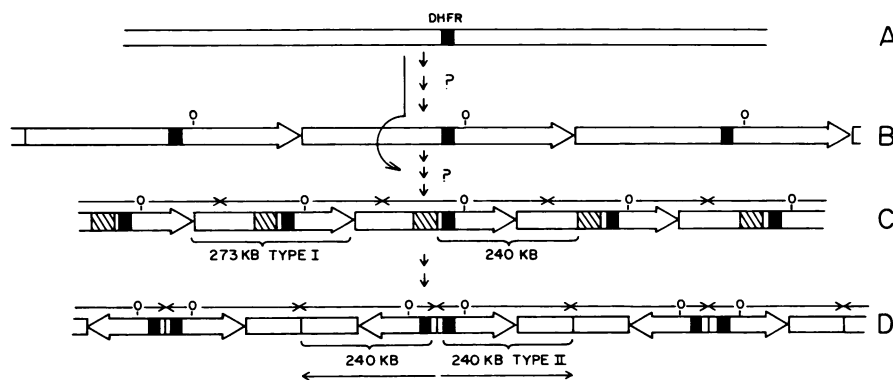 DHFR
A
?
O O O
B
?
O O O O O
C
273 KB TYPE I 240 KB
O O O O O O
D
240 KB 240 KB TYPE II